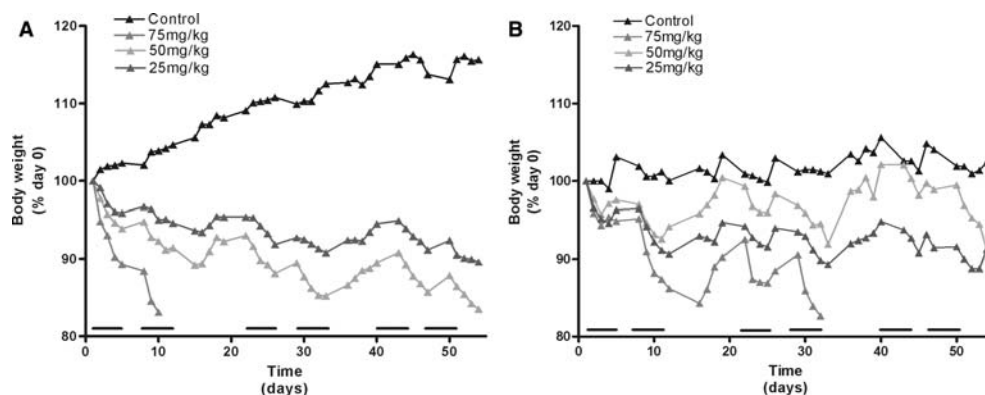 A
Control
75mg/kg
50mg/kg
25mg/kg
120
110
100
90
80
Body weight
(% day 0)
0
10
20
30
40
50
Time
(days)
B
Control
75mg/kg
50mg/kg
25mg/kg
120
110
100
90
80
Body weight
(% day 0)
0
10
20
30
40
50
Time
(days)